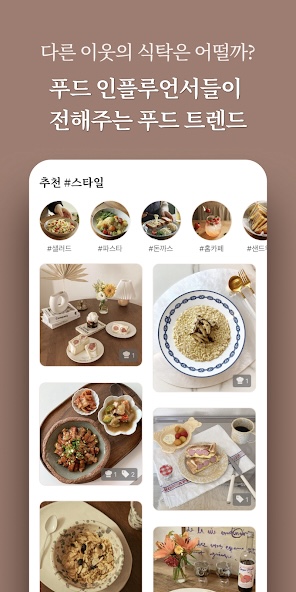 다른 이웃의 식탁은 어떨까?
푸드 인플루언서들이
전해주는 푸드 트렌드
추천 #스타일
#샐러드 #파스타 #돈까스 #홈카페
1
1
1 2
1